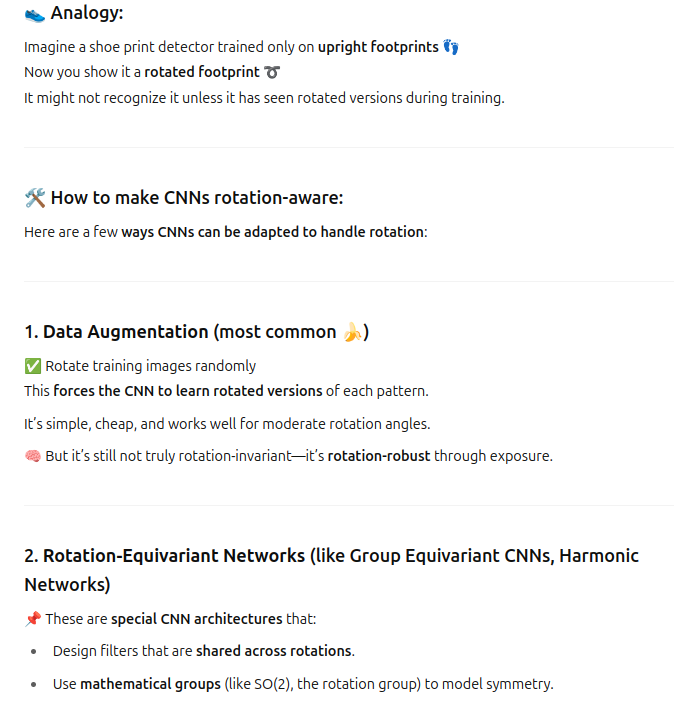 👟 Analogy:
Imagine a shoe print detector trained only on upright footprints 👣
Now you show it a rotated footprint ➰
It might not recognize it unless it has seen rotated versions during training.
🛠️ How to make CNNs rotation-aware:
Here are a few ways CNNs can be adapted to handle rotation:
1. Data Augmentation (most common 🍌)
✅ Rotate training images randomly
This forces the CNN to learn rotated versions of each pattern.
It’s simple, cheap, and works well for moderate rotation angles.
🧠 But it’s still not truly rotation-invariant—it’s rotation-robust through exposure.
2. Rotation-Equivariant Networks (like Group Equivariant CNNs, Harmonic
Networks)
📌 These are special CNN architectures that:
• Design filters that are shared across rotations.
• Use mathematical groups (like SO(2), the rotation group) to model symmetry.